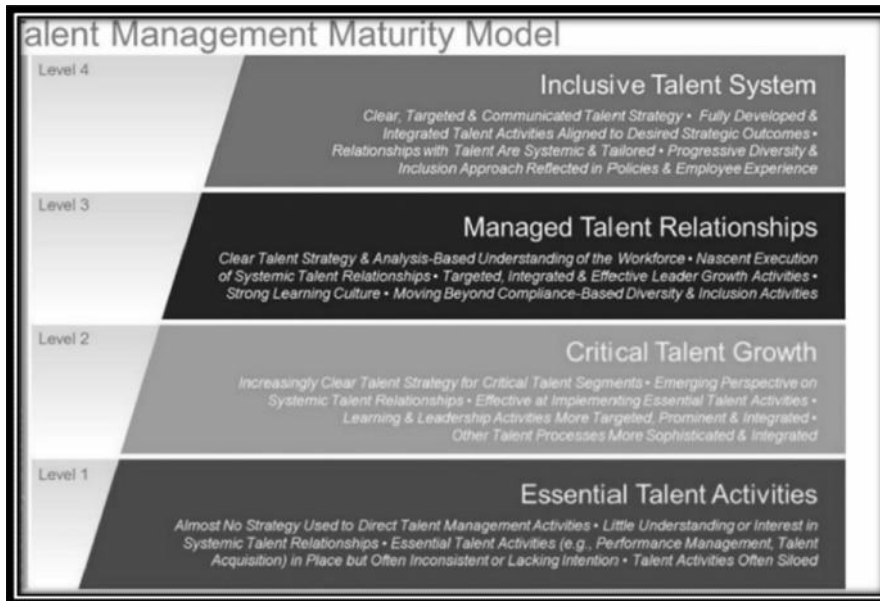 alent Management Maturity Model
Level 4
Inclusive Talent System
Clear, Targeted & Communicated Talent Strategy • Fully Developed &
Integrated Talent Activities Aligned to Desired Strategic Outcomes •
Relationships with Talent Are Systemic & Tailored • Progressive Diversity &
Inclusion Approach Reflected in Policies & Employee Experience
Level 3
Managed Talent Relationships
Clear Talent Strategy & Analysis-Based Understanding of the Workforce • Nascent Execution
of Systemic Talent Relationships • Targeted, Integrated & Effective Leader Growth Activities •
Strong Learning Culture • Moving Beyond Compliance-Based Diversity & Inclusion Activities
Level 2
Critical Talent Growth
Increasingly Clear Talent Strategy for Critical Talent Segments • Emerging Perspective on
Systemic Talent Relationships • Effective at Implementing Essential Talent Activities •
Learning & Leadership Activities More Targeted, Prominent & Integrated •
Other Talent Processes More Sophisticated & Integrated
Level 1
Essential Talent Activities
Almost No Strategy Used to Direct Talent Management Activities • Little Understanding or Interest in
Systemic Talent Relationships • Essential Talent Activities (e.g., Performance Management, Talent
Acquisition) in Place but Often Inconsistent or Lacking Intention • Talent Activities Often Siloed